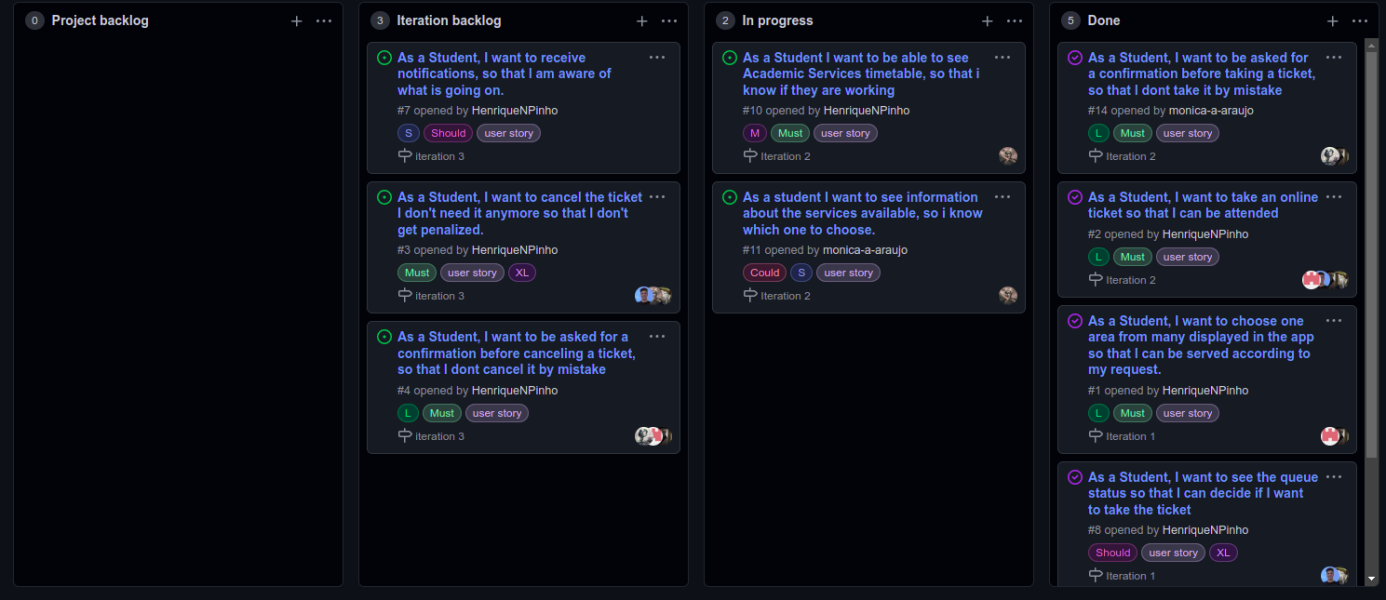 0 Project backlog
3 Iteration backlog
As a Student, I want to receive
notifications, so that I am aware of
what is going on.
#7 opened by HenriqueNPinho
S Should user story
iteration 3
As a Student, I want to cancel the ticket
I don't need it anymore so that I don't
get penalized.
#3 opened by HenriqueNPinho
Must user story XL
iteration 3
As a Student, I want to be asked for a
confirmation before canceling a ticket,
so that I dont cancel it by mistake
#4 opened by HenriqueNPinho
L Must user story
iteration 3
2 In progress
As a Student I want to be able to see
Academic Services timetable, so that i
know if they are working
#10 opened by HenriqueNPinho
M Must user story
Iteration 2
As a student I want to see information
about the services available, so i know
which one to choose.
#11 opened by monica-a-araujo
Could S user story
Iteration 2
5 Done
As a Student, I want to be asked for
a confirmation before taking a ticket,
so that I dont take it by mistake
#14 opened by monica-a-araujo
L Must user story
Iteration 2
As a Student, I want to take an online
ticket so that I can be attended
#2 opened by HenriqueNPinho
L Must user story
Iteration 2
As a Student, I want to choose one
area from many displayed in the app
so that I can be served according to
my request.
#1 opened by HenriqueNPinho
L Must user story
Iteration 1
As a Student, I want to see the queue
status so that I can decide if I want
to take the ticket
#8 opened by HenriqueNPinho
Should user story XL
Iteration 1